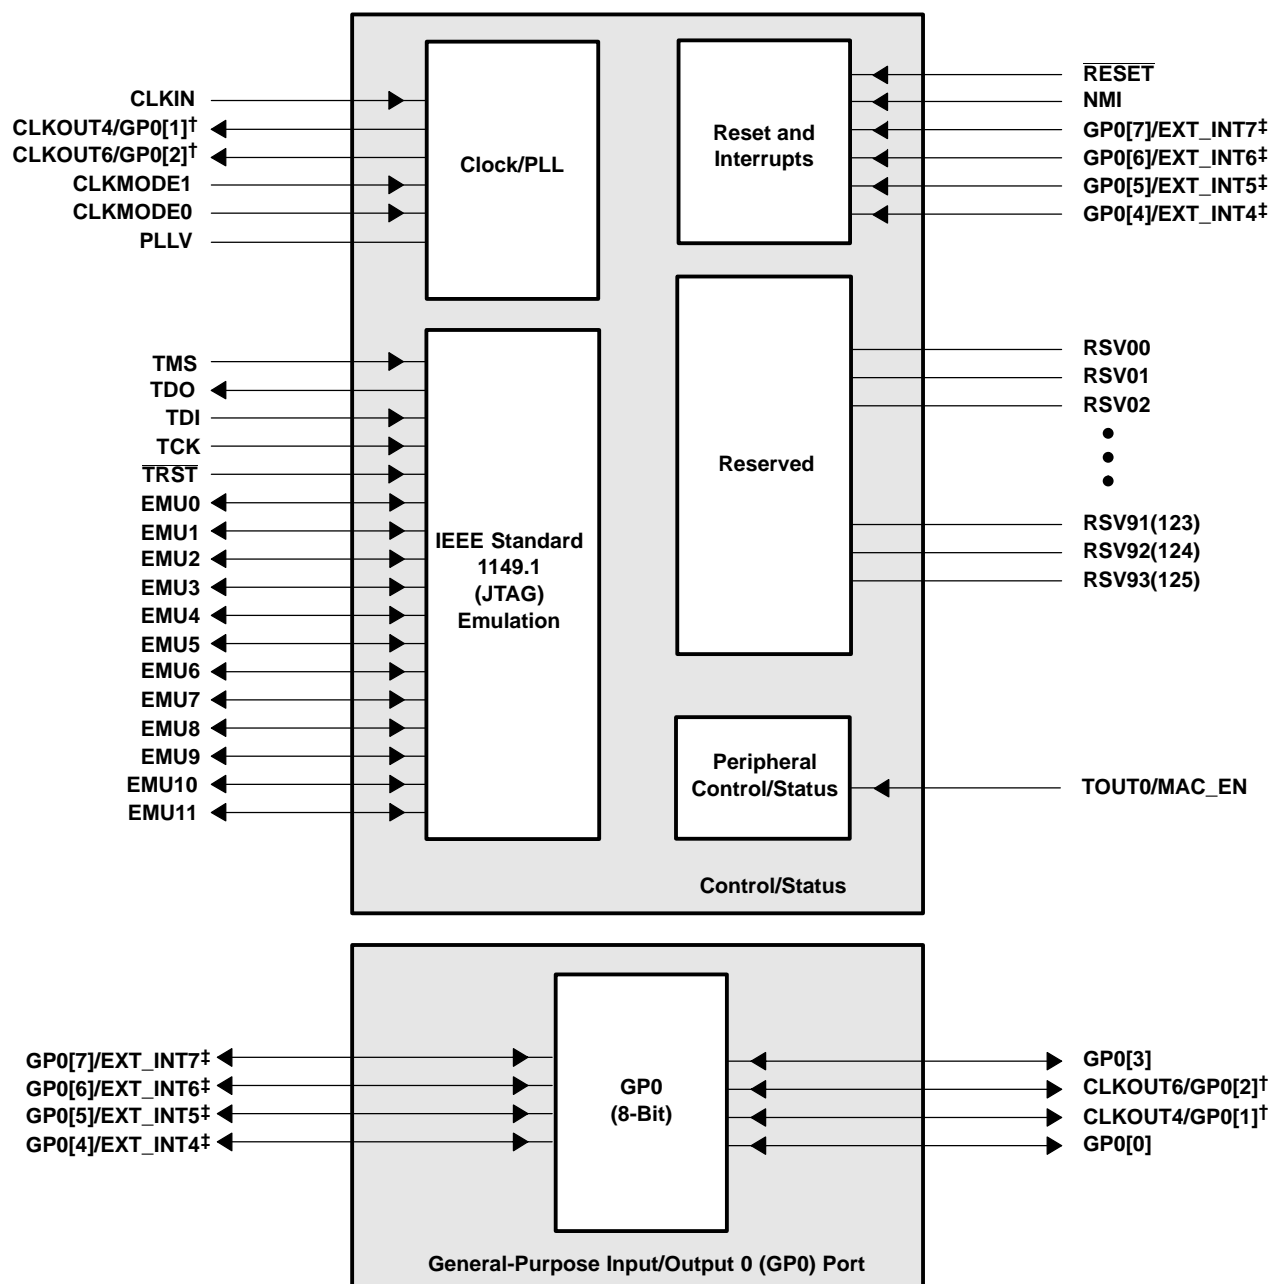 CLKIN
CLKOUT4/GP0[1]†
CLKOUT6/GP0[2]†
CLKMODE1
CLKMODE0
PLLV
Clock/PLL
RESET
NMI
GP0[7]/EXT_INT7‡
GP0[6]/EXT_INT6‡
GP0[5]/EXT_INT5‡
GP0[4]/EXT_INT4‡
Reset and
Interrupts
TMS
TDO
TDI
TCK
TRST
EMU0
EMU1
EMU2
EMU3
EMU4
EMU5
EMU6
EMU7
EMU8
EMU9
EMU10
EMU11
IEEE Standard
1149.1
(JTAG)
Emulation
Reserved
RSV00
RSV01
RSV02
RSV91(123)
RSV92(124)
RSV93(125)
Peripheral
Control/Status
TOUT0/MAC_EN
Control/Status
GP0[7]/EXT_INT7‡
GP0[6]/EXT_INT6‡
GP0[5]/EXT_INT5‡
GP0[4]/EXT_INT4‡
GP0
(8-Bit)
GP0[3]
CLKOUT6/GP0[2]†
CLKOUT4/GP0[1]†
GP0[0]
General-Purpose Input/Output 0 (GP0) Port